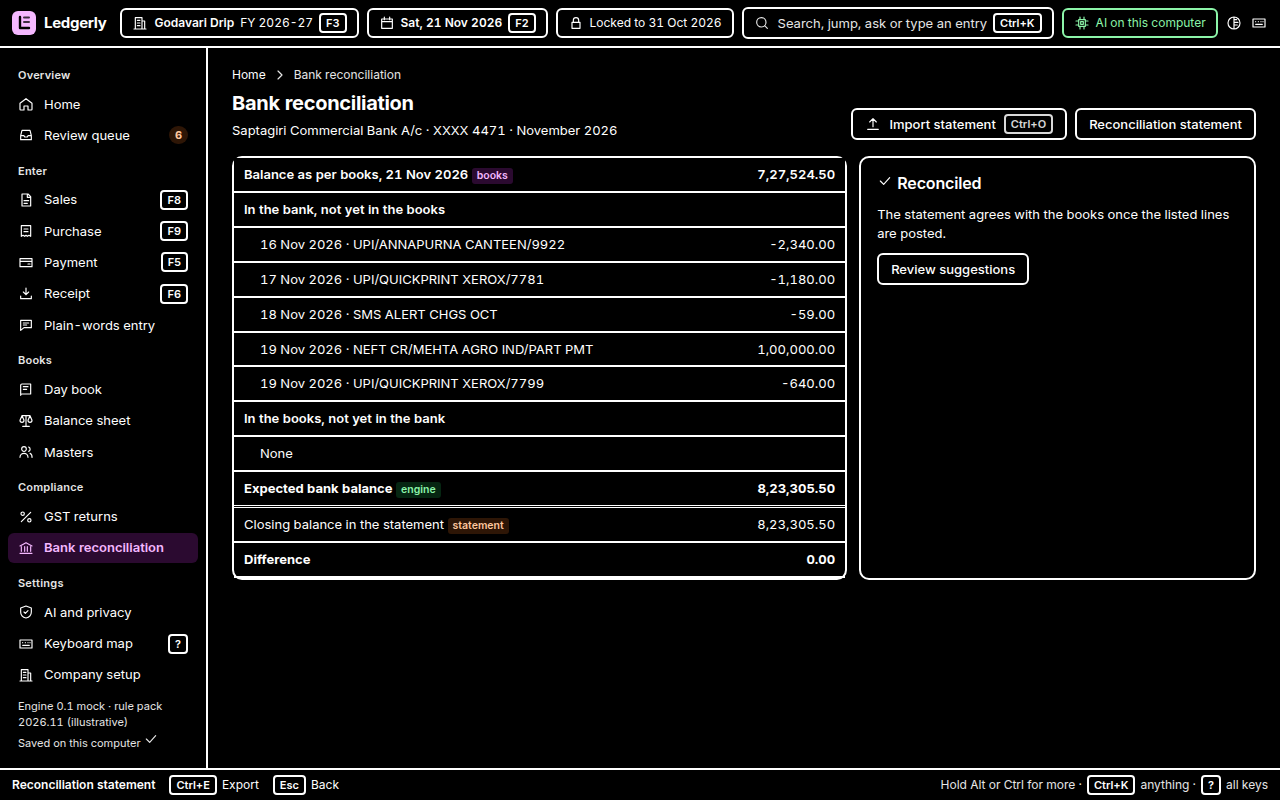 Ledgerly
Godavari Drip FY 2026-27 F3
Sat, 21 Nov 2026 F2
Locked to 31 Oct 2026
Search, jump, ask or type an entry Ctrl+K
AI on this computer
Overview
Home
Review queue 6
Enter
Sales F8
Purchase F9
Payment F5
Receipt F6
Plain-words entry
Books
Day book
Balance sheet
Masters
Compliance
GST returns
Bank reconciliation
Settings
AI and privacy
Keyboard map ?
Company setup
Engine 0.1 mock · rule pack
2026.11 (illustrative)
Saved on this computer
Home > Bank reconciliation
Bank reconciliation
Saptagiri Commercial Bank A/c · XXXX 4471 · November 2026
Import statement Ctrl+O
Reconciliation statement
Balance as per books, 21 Nov 2026 books 7,27,524.50
In the bank, not yet in the books
16 Nov 2026 · UPI/ANNAPURNA CANTEEN/9922 -2,340.00
17 Nov 2026 · UPI/QUICKPRINT XEROX/7781 -1,180.00
18 Nov 2026 · SMS ALERT CHGS OCT -59.00
19 Nov 2026 · NEFT CR/MEHTA AGRO IND/PART PMT 1,00,000.00
19 Nov 2026 · UPI/QUICKPRINT XEROX/7799 -640.00
In the books, not yet in the bank
None
Expected bank balance engine 8,23,305.50
Closing balance in the statement statement 8,23,305.50
Difference 0.00
Reconciled
The statement agrees with the books once the listed lines
are posted.
Review suggestions
Reconciliation statement Ctrl+E Export Esc Back
Hold Alt or Ctrl for more · Ctrl+K anything · ? all keys